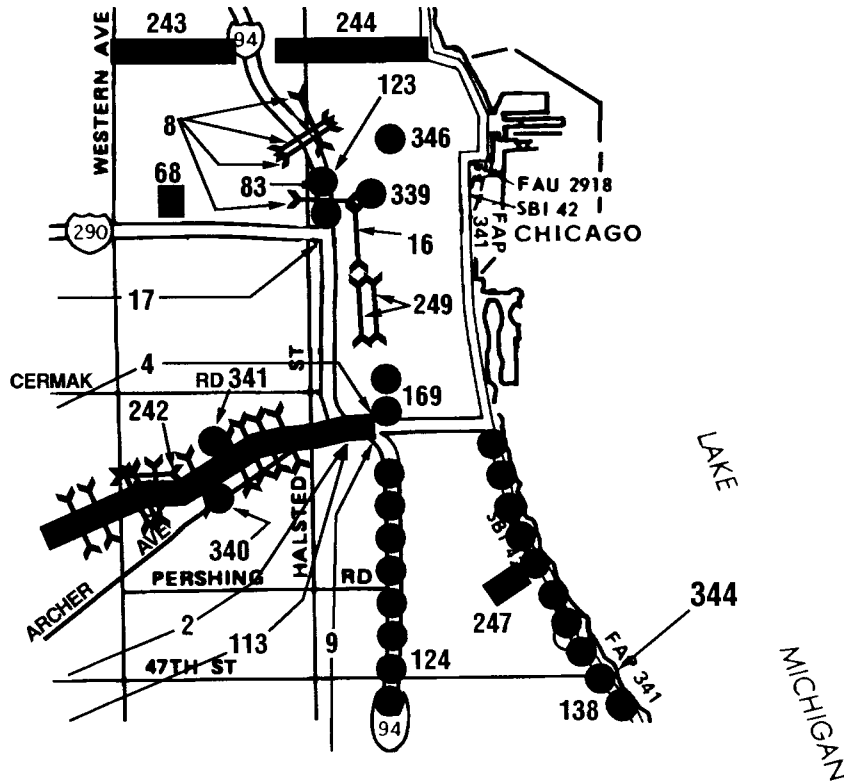 243
94
244
WESTERN AVE
123
8
346
68
83
339
FAU 2918
SBI 42
FAP 341
290
16
CHICAGO
17
249
ST
4
CERMAK RD
341
169
242
LAKE
SBI 42
340
HALSTED
AVE
PERSHING RD
ARCHER
247
344
2
113
9
124
47TH ST
FAP 341
138
94
MICHIGAN